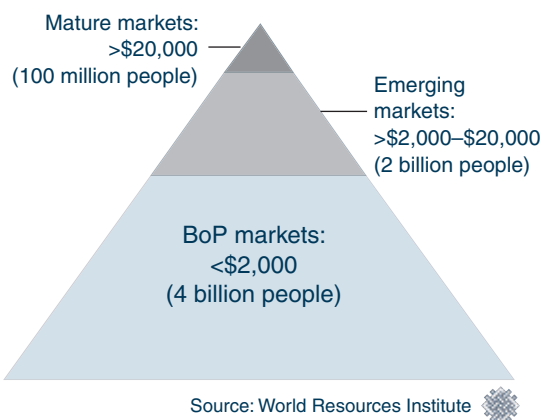 Mature markets:
>$20,000
(100 million people)
Emerging
markets:
>$2,000–$20,000
(2 billion people)
BoP markets:
<$2,000
(4 billion people)
Source: World Resources Institute